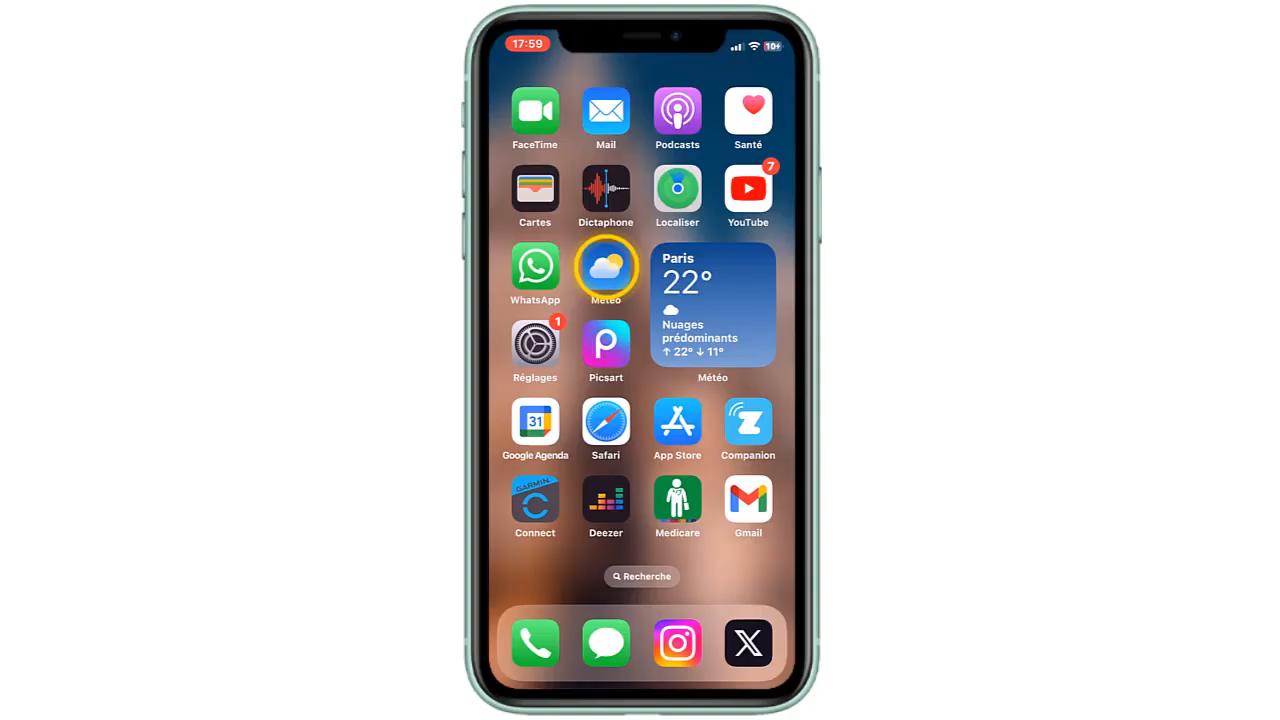 17:59
10+
FaceTime
Mail
Podcasts
Santé
Cartes
Dictaphone
Localiser
7
YouTube
WhatsApp
Météo
Paris
22°
Nuages
prédominants
↑ 22° ↓ 11°
Météo
1
Réglages
Picsart
31
Google Agenda
Safari
App Store
Companion
GARMIN
Connect
Deezer
Medicare
Gmail
Recherche